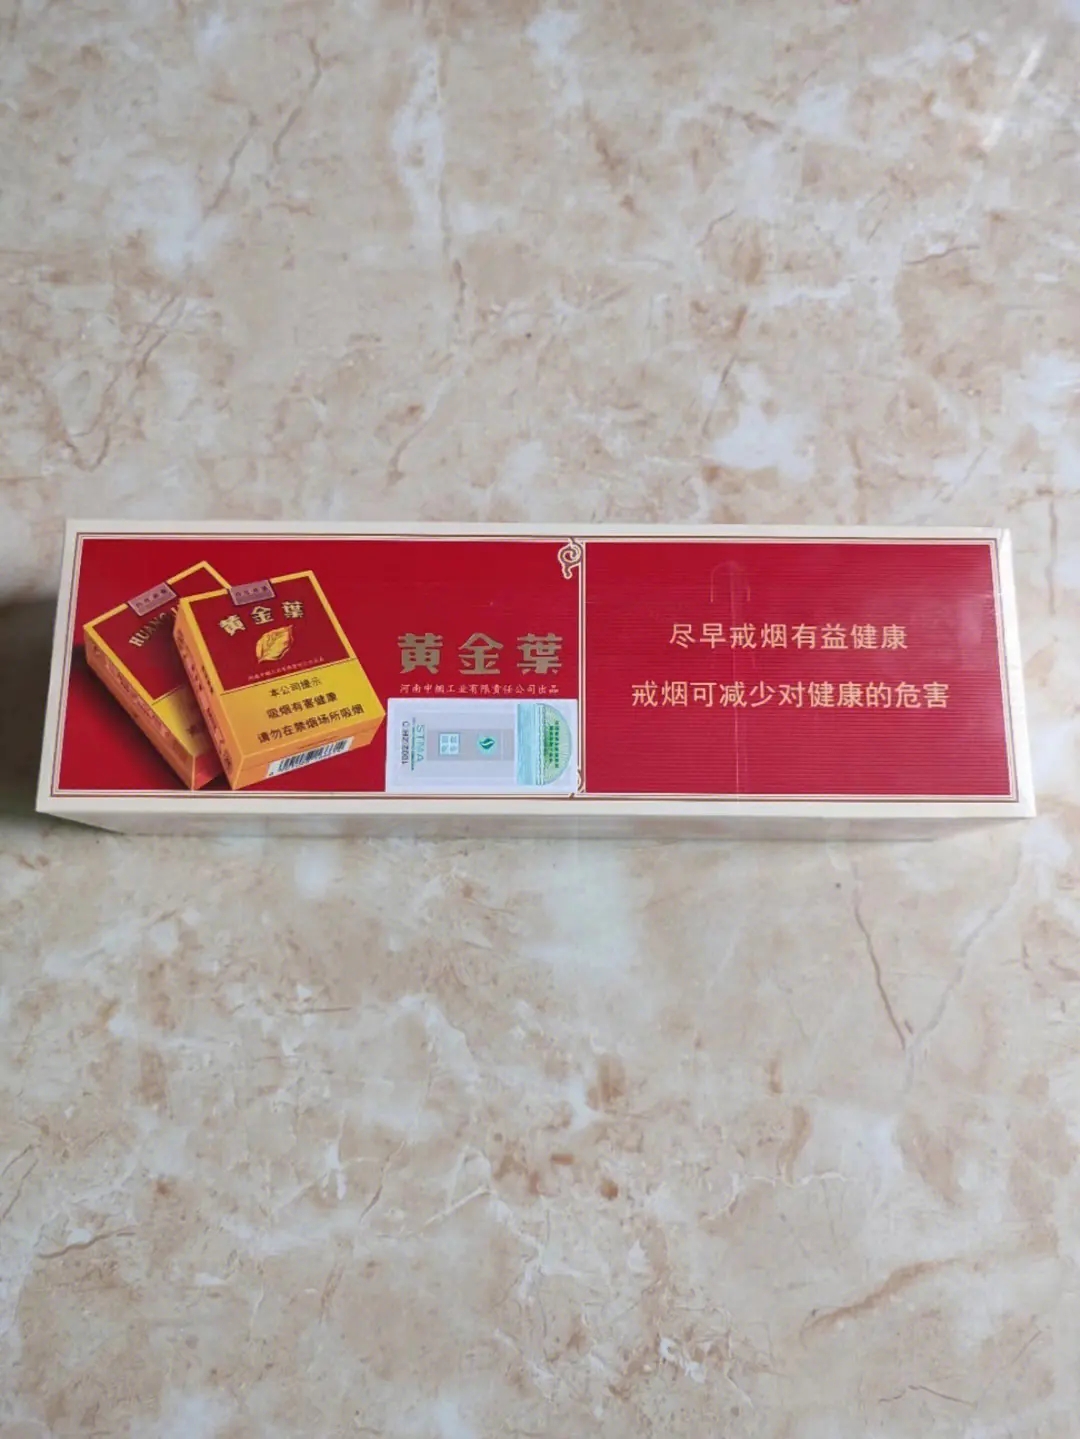 HUANG
黄金葉
本公司提示
吸烟有害健康
请勿在禁烟场所吸烟
黄金葉
河南中烟工业有限責任公司出品
STMA
尽早戒烟有益健康
戒烟可减少对健康的危害